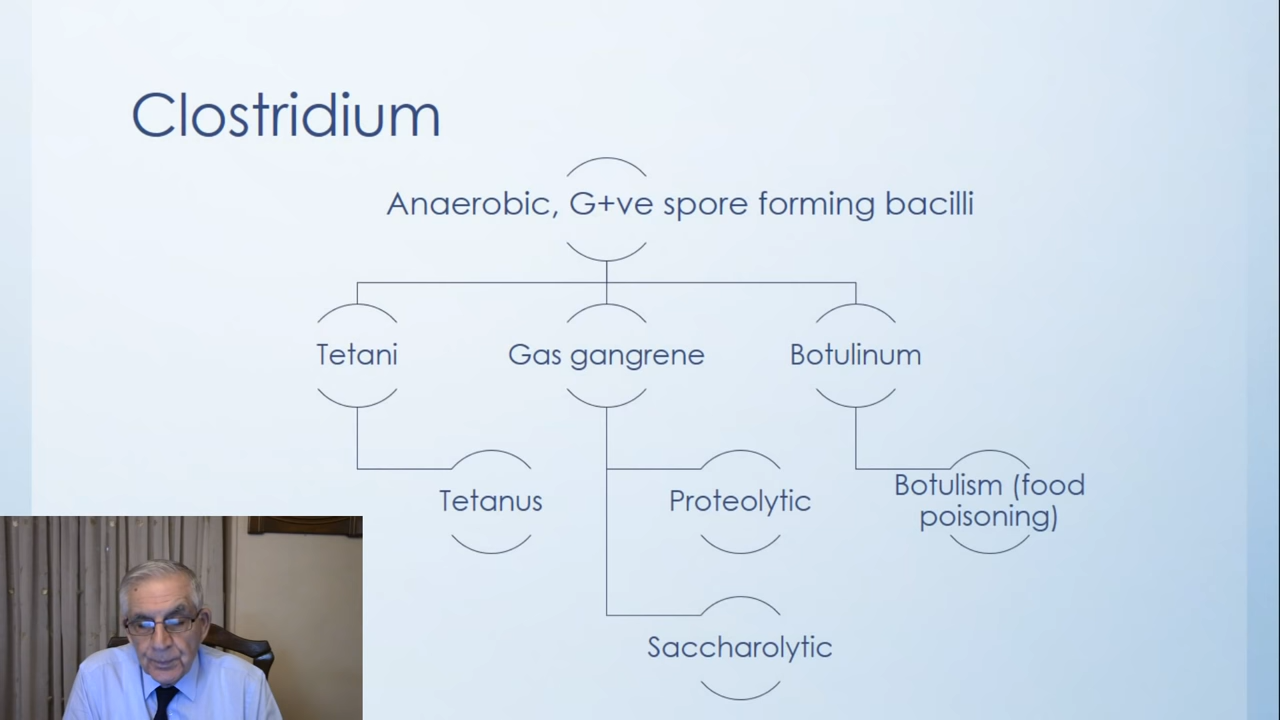 Clostridium
Anaerobic, G+ve spore forming bacilli
Tetani
Gas gangrene
Botulinum
Tetanus
Proteolytic
Botulism (food
poisoning)
Saccharolytic